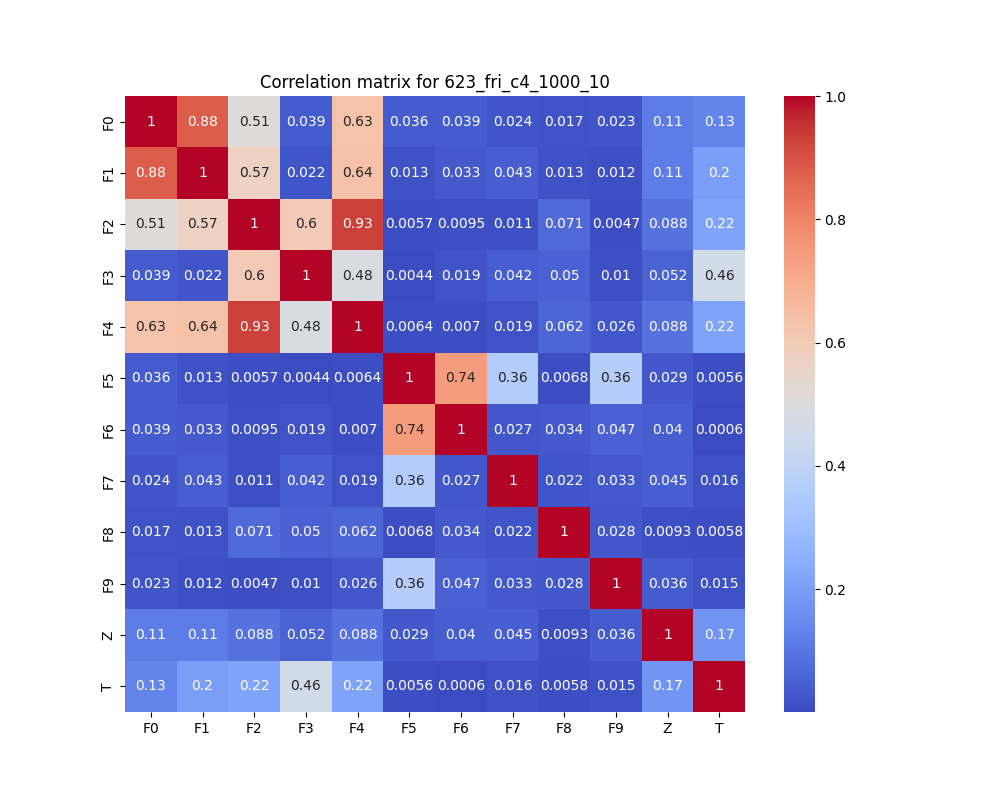 Correlation matrix for 623_fri_c4_1000_10
F0 1 0.88 0.51 0.039 0.63 0.036 0.039 0.024 0.017 0.023 0.11 0.13
F1 0.88 1 0.57 0.022 0.64 0.013 0.033 0.043 0.013 0.012 0.11 0.2
F2 0.51 0.57 1 0.6 0.93 0.0057 0.0095 0.011 0.071 0.0047 0.088 0.22
F3 0.039 0.022 0.6 1 0.48 0.0044 0.019 0.042 0.05 0.01 0.052 0.46
F4 0.63 0.64 0.93 0.48 1 0.0064 0.007 0.019 0.062 0.026 0.088 0.22
F5 0.036 0.013 0.0057 0.0044 0.0064 1 0.74 0.36 0.0068 0.36 0.029 0.0056
F6 0.039 0.033 0.0095 0.019 0.007 0.74 1 0.027 0.034 0.047 0.04 0.0006
F7 0.024 0.043 0.011 0.042 0.019 0.36 0.027 1 0.022 0.033 0.045 0.016
F8 0.017 0.013 0.071 0.05 0.062 0.0068 0.034 0.022 1 0.028 0.0093 0.0058
F9 0.023 0.012 0.0047 0.01 0.026 0.36 0.047 0.033 0.028 1 0.036 0.015
Z 0.11 0.11 0.088 0.052 0.088 0.029 0.04 0.045 0.0093 0.036 1 0.17
T 0.13 0.2 0.22 0.46 0.22 0.0056 0.0006 0.016 0.0058 0.015 0.17 1
F0 F1 F2 F3 F4 F5 F6 F7 F8 F9 Z T
1.0
0.8
0.6
0.4
0.2